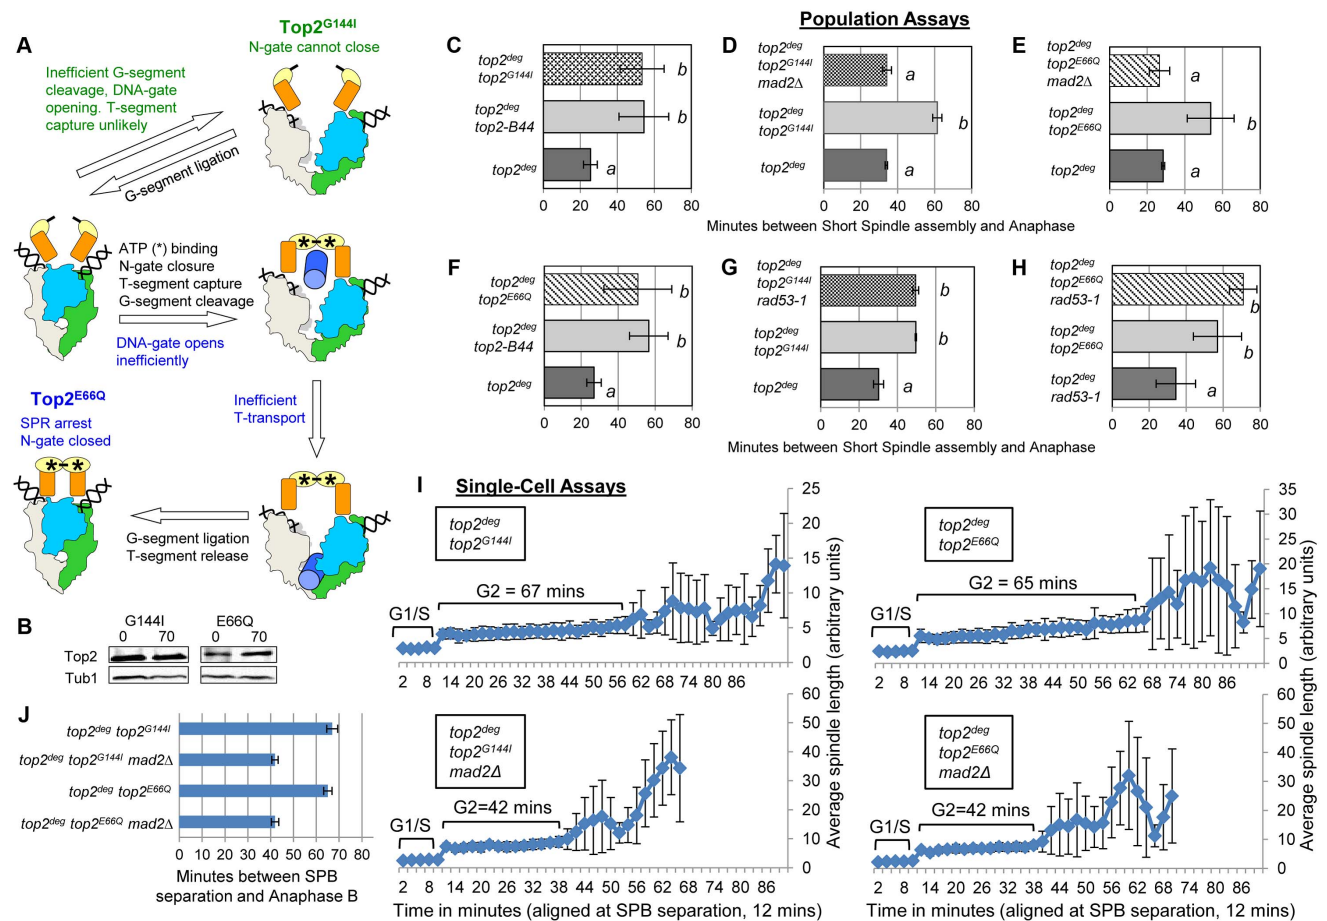 A
Top2G144I
N-gate cannot close
Inefficient G-segment
cleavage, DNA-gate
opening. T-segment
capture unlikely
G-segment ligation
ATP (*) binding
N-gate closure
T-segment capture
G-segment cleavage
DNA-gate opens
inefficiently
*-*
Top2E66Q
SPR arrest
N-gate closed
*-*
Inefficient
T-transport
*-*
G-segment ligation
T-segment release
B
G144I E66Q
0 70 0 70
Top2
Tub1
Population Assays
C
top2deg
top2G144I
b
top2deg
top2-B44
b
top2deg
a
0 20 40 60 80
D
top2deg
top2G144I
mad2Δ
a
top2deg
top2G144I
b
top2deg
a
0 20 40 60 80
E
top2deg
top2E66Q
mad2Δ
a
top2deg
top2E66Q
b
top2deg
a
0 20 40 60 80
Minutes between Short Spindle assembly and Anaphase
F
top2deg
top2E66Q
b
top2deg
top2-B44
b
top2deg
a
0 20 40 60 80
G
top2deg
top2G144I
rad53-1
b
top2deg
top2G144I
b
top2deg
a
0 20 40 60 80
H
top2deg
top2E66Q
rad53-1
b
top2deg
top2E66Q
b
top2deg
rad53-1
a
0 20 40 60 80
Minutes between Short Spindle assembly and Anaphase
I
Single-Cell Assays
top2deg
top2G144I
G1/S
G2 = 67 mins
25
20
15
10
5
0
2 8 14 20 26 32 38 44 50 56 62 68 74 80 86
Average spindle length (arbitrary units)
top2deg
top2E66Q
G1/S
G2 = 65 mins
35
30
25
20
15
10
5
0
2 8 14 20 26 32 38 44 50 56 62 68 74 80 86
Average spindle length (arbitrary units)
top2deg
top2G144I
mad2Δ
G1/S
G2=42 mins
60
50
40
30
20
10
0
2 8 14 20 26 32 38 44 50 56 62 68 74 80 86
Time in minutes (aligned at SPB separation, 12 mins)
top2deg
top2E66Q
mad2Δ
G1/S
G2=42 mins
60
50
40
30
20
10
0
2 8 14 20 26 32 38 44 50 56 62 68 74 80 86
Time in minutes (aligned at SPB separation, 12 mins)
J
top2deg top2G144I
top2deg top2G144I mad2Δ
top2deg top2E66Q
top2deg top2E66Q mad2Δ
0 10 20 30 40 50 60 70 80
Minutes between SPB
separation and Anaphase B